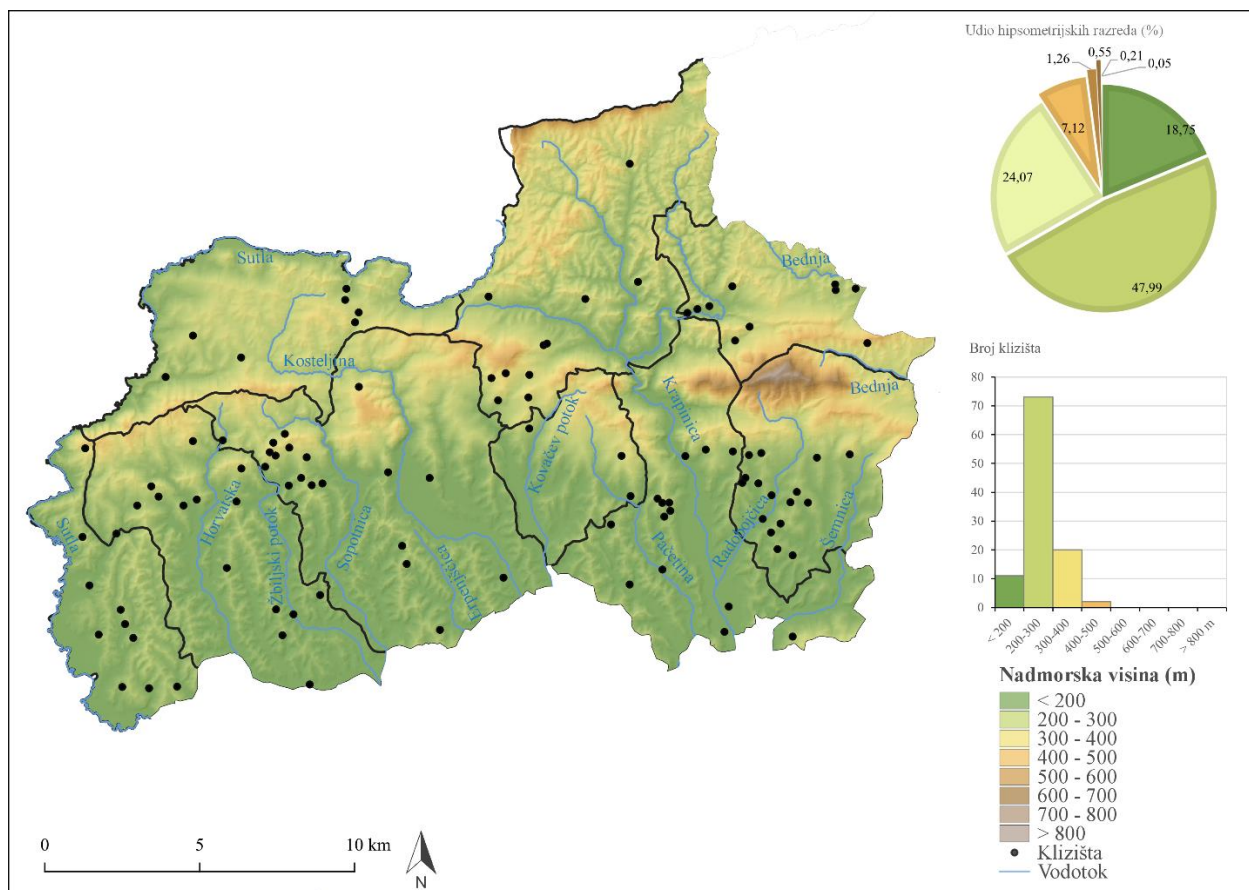 Udio hipsometrijskih razreda (%)
0,55
1,26
0,21
0,05
7,12
18,75
24,07
47,99
Sutla
Bednja
Kosteljina
Bednja
Krapinica
Kovačev potok
Horvatska
Sutla
Žbiljski potok
Sopotnica
Erpenjščica
Pačetina
Radobojčica
Šemnica
Broj klizišta
80
70
60
50
40
30
20
10
0
< 200
200-300
300-400
400-500
500-600
600-700
700-800
> 800 m
Nadmorska visina (m)
< 200
200 - 300
300 - 400
400 - 500
500 - 600
600 - 700
700 - 800
> 800
Klizišta
Vodotok
0 5 10 km
N